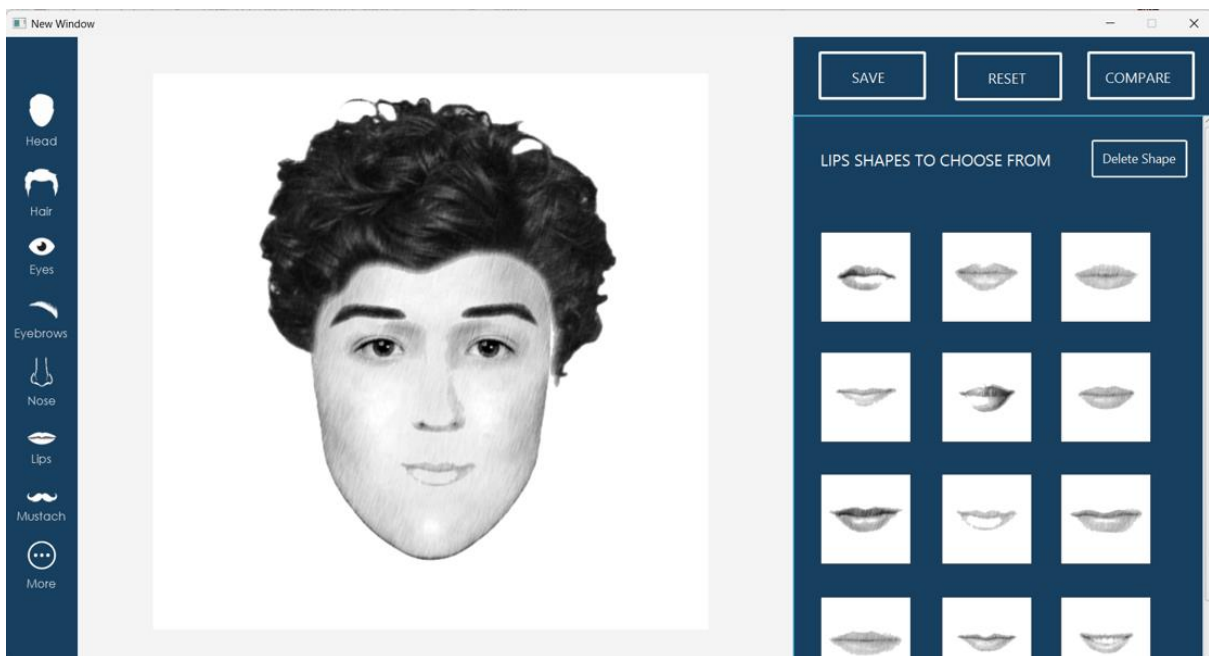 New Window
Head
Hair
Eyes
Eyebrows
Nose
Lips
Mustach
More
SAVE
RESET
COMPARE
LIPS SHAPES TO CHOOSE FROM
Delete Shape